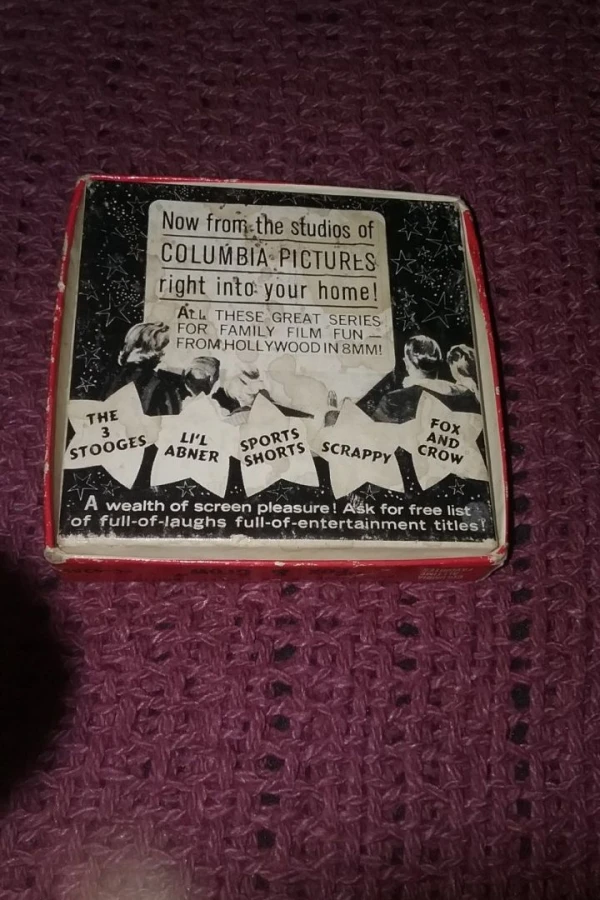 Now from the studios of
COLUMBIA PICTURES
right into your home!
ALL THESE GREAT SERIES
FOR FAMILY FILM FUN —
FROM HOLLYWOOD IN 8MM!
THE
3
STOOGES
LI'L
ABNER
SPORTS
SHORTS
SCRAPPY
FOX
AND
CROW
A wealth of screen pleasure! Ask for free list
of full-of-laughs full-of-entertainment titles!